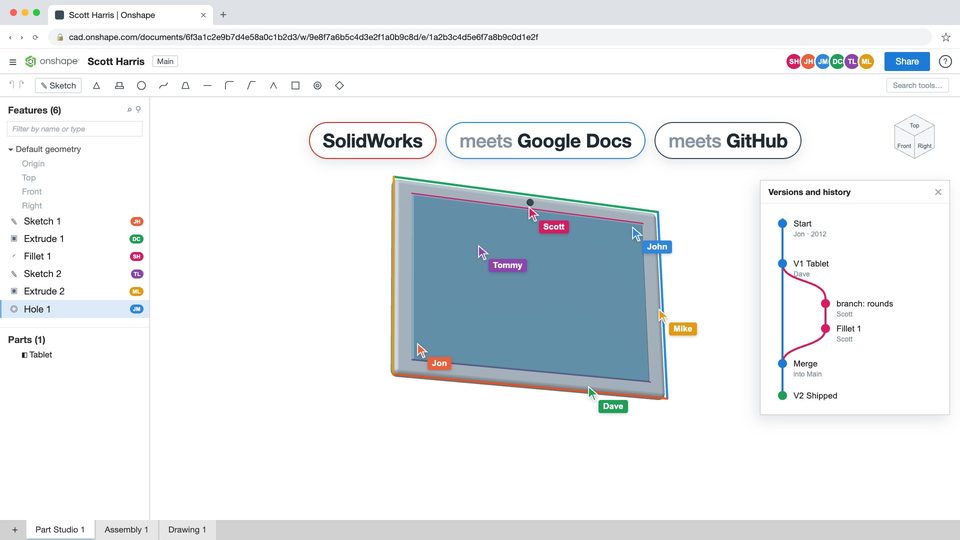 Scott Harris | Onshape
cad.onshape.com/documents/6f3a1c2e9b7d4e58a0c1b2d3/w/9e8f7a6b5c4d3e2f1a0b9c8d/e/1a2b3c4d5e6f7a8b9c0d1e2f
onshape Scott Harris Main
SH JH JM DC TL ML Share ?
Sketch
Search tools…
Features (6)
Filter by name or type
Default geometry
Origin
Top
Front
Right
Sketch 1 JH
Extrude 1 DC
Fillet 1 SH
Sketch 2 TL
Extrude 2 ML
Hole 1 JM
Parts (1)
Tablet
SolidWorks meets Google Docs meets GitHub
Top
Front Right
Scott
John
Tommy
Mike
Jon
Dave
Versions and history
Start
Jon · 2012
V1 Tablet
Dave
branch: rounds
Scott
Fillet 1
Scott
Merge
into Main
V2 Shipped
Part Studio 1 Assembly 1 Drawing 1